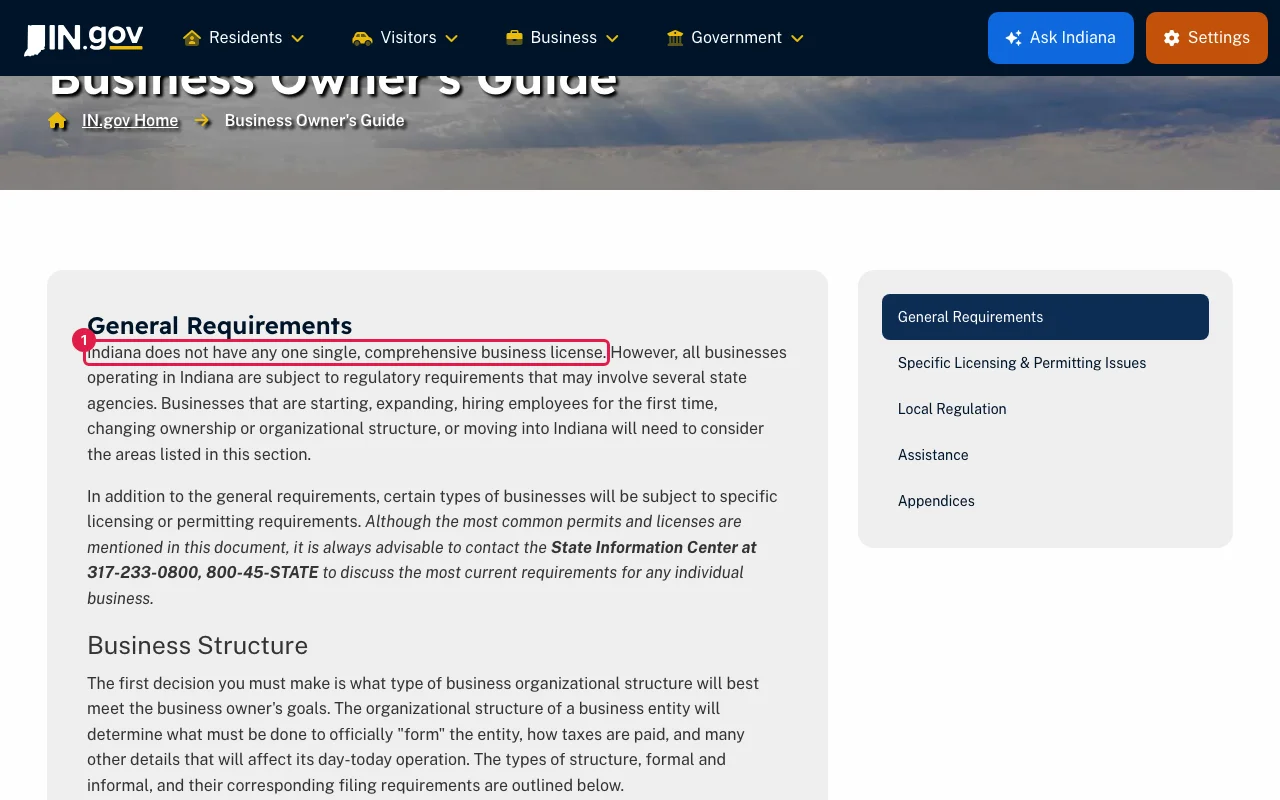 IN.gov
Residents
Visitors
Business
Government
Ask Indiana
Settings
Business Owner's Guide
IN.gov Home
Business Owner's Guide
General Requirements
1
Indiana does not have any one single, comprehensive business license. However, all businesses
operating in Indiana are subject to regulatory requirements that may involve several state
agencies. Businesses that are starting, expanding, hiring employees for the first time,
changing ownership or organizational structure, or moving into Indiana will need to consider
the areas listed in this section.
In addition to the general requirements, certain types of businesses will be subject to specific
licensing or permitting requirements. Although the most common permits and licenses are
mentioned in this document, it is always advisable to contact the State Information Center at
317-233-0800, 800-45-STATE to discuss the most current requirements for any individual
business.
Business Structure
The first decision you must make is what type of business organizational structure will best
meet the business owner's goals. The organizational structure of a business entity will
determine what must be done to officially "form" the entity, how taxes are paid, and many
other details that will affect its day-today operation. The types of structure, formal and
informal, and their corresponding filing requirements are outlined below.
General Requirements
Specific Licensing & Permitting Issues
Local Regulation
Assistance
Appendices